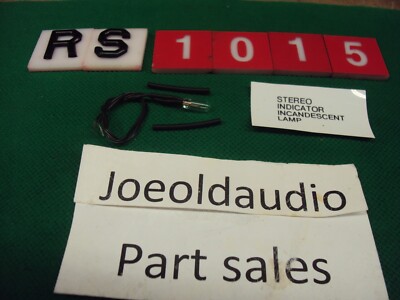 RS 1015
STEREO
INDICATOR
INCANDESCENT
LAMP
Joeoldaudio
Part sales